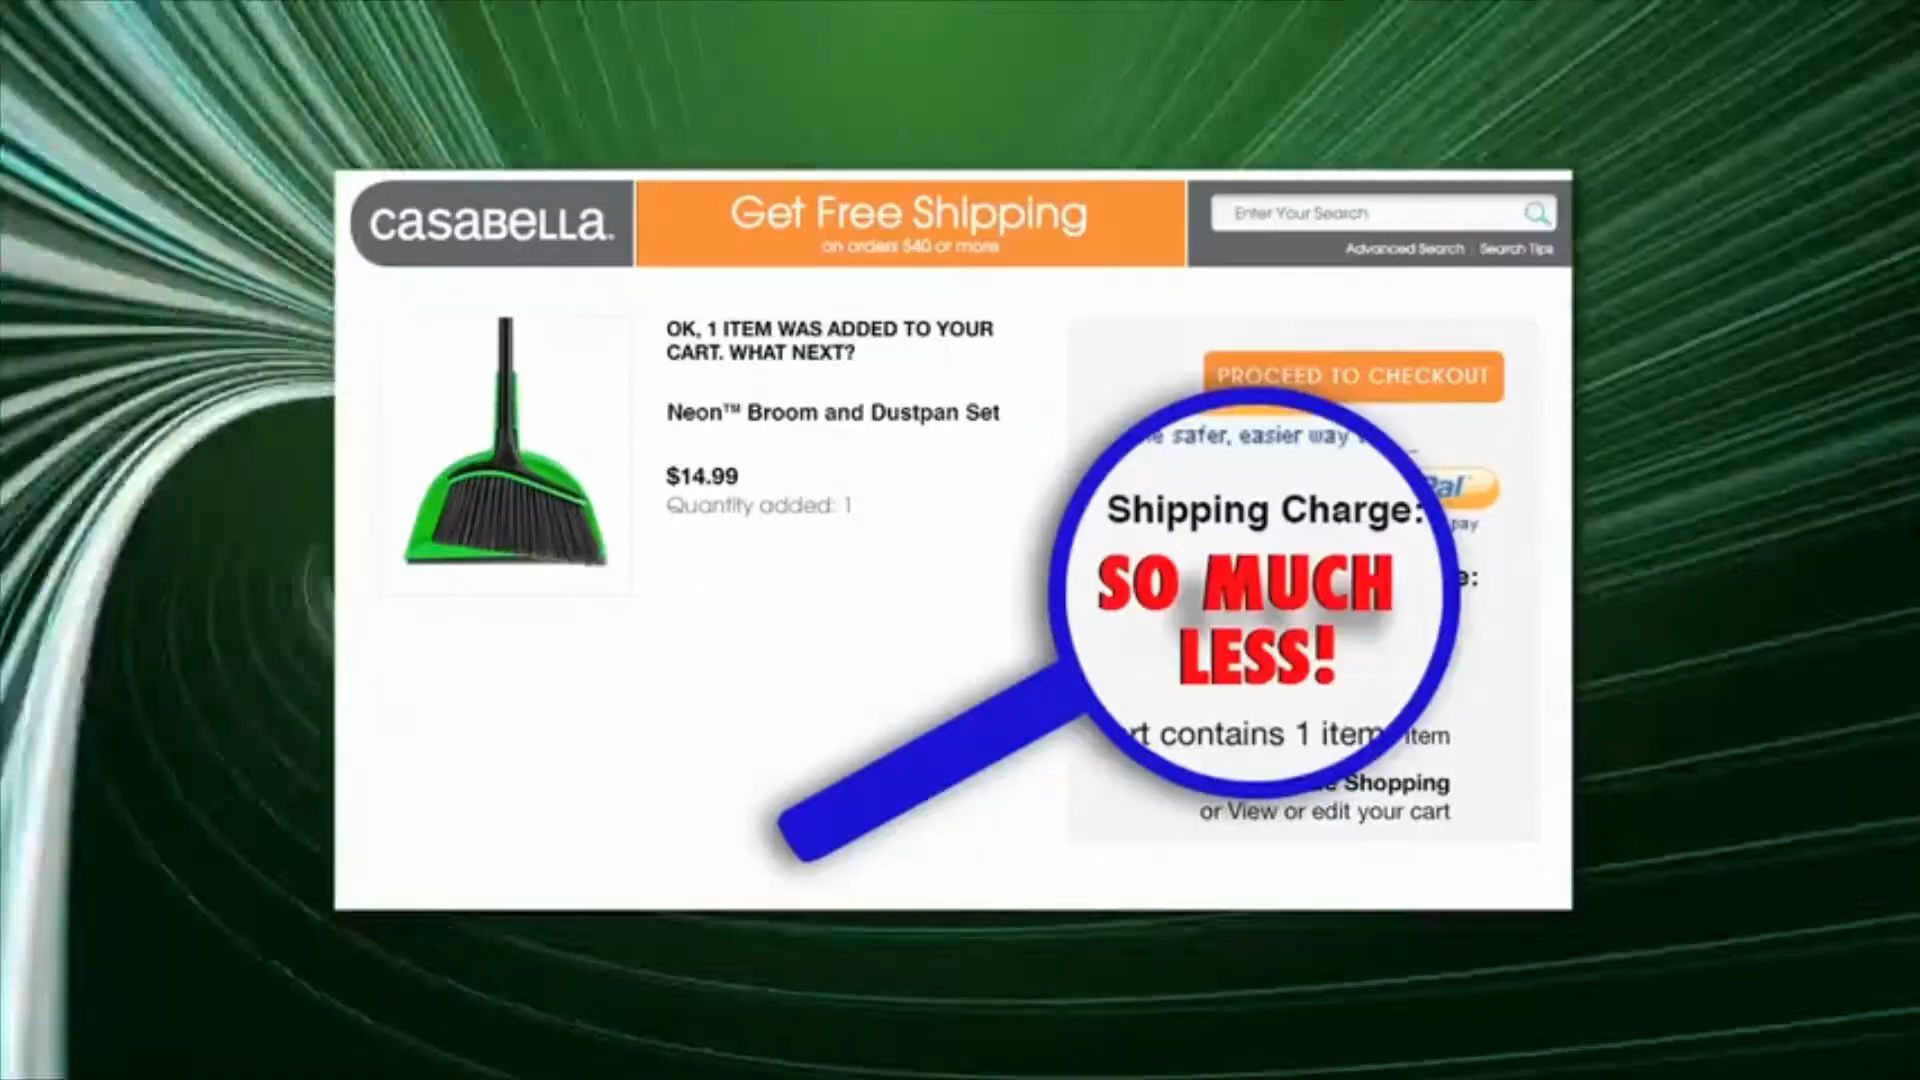 CASABELLA.
Get Free Shipping
on orders $40 or more
Enter Your Search
Advanced Search | Search Tips
OK, 1 ITEM WAS ADDED TO YOUR
CART. WHAT NEXT?
Neon™ Broom and Dustpan Set
$14.99
Quantity added: 1
PROCEED TO CHECKOUT
safer, easier way
Shipping Charge:
pay
SO MUCH
LESS!
contains 1 item
item
Shopping
or View or edit your cart